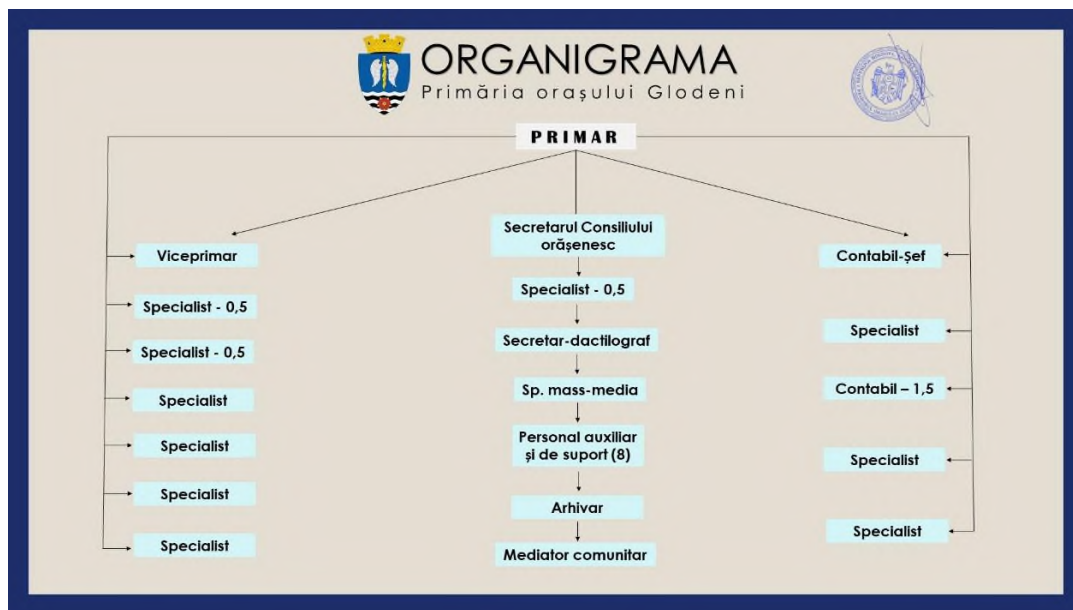 ORGANIGRAMA
Primăria orașului Glodeni
PRIMAR
Viceprimar
Specialist - 0,5
Specialist - 0,5
Specialist
Specialist
Specialist
Specialist
Secretarul Consiliului
orășenesc
Specialist - 0,5
Secretar-dactilograf
Sp. mass-media
Personal auxiliar
și de suport (8)
Arhivar
Mediator comunitar
Contabil-Șef
Specialist
Contabil – 1,5
Specialist
Specialist